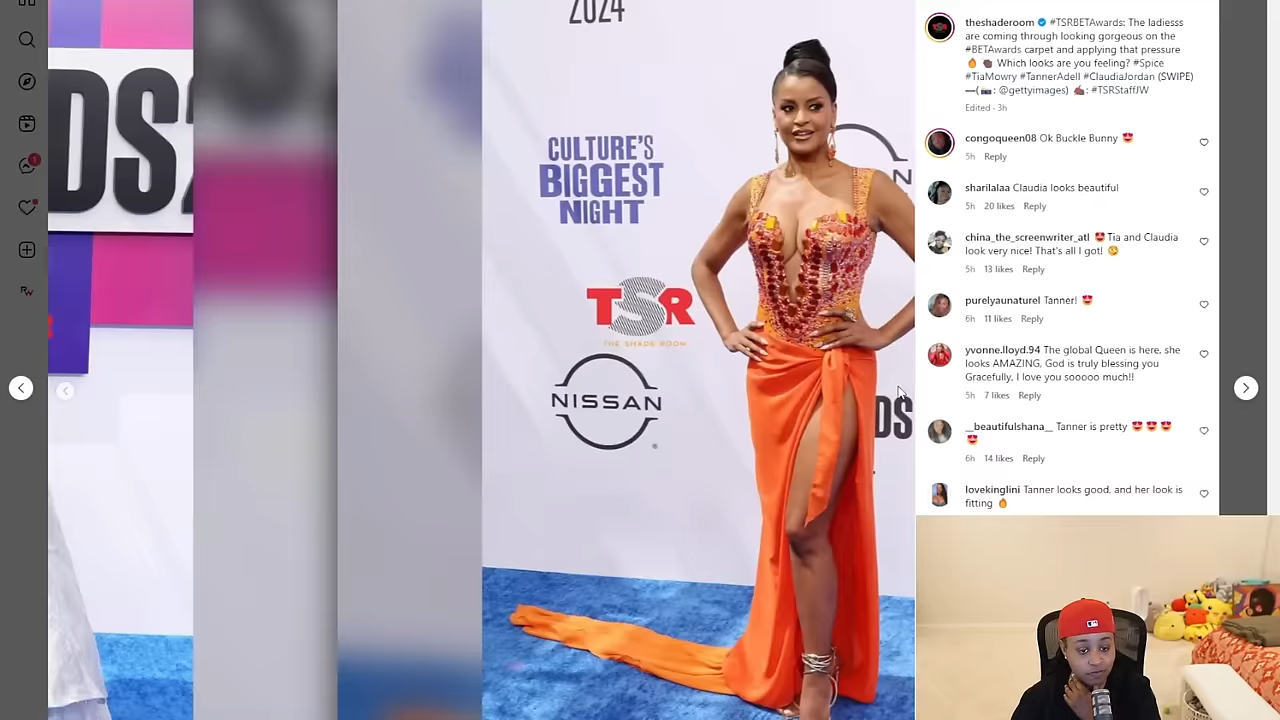 2024
DS2
CULTURE'S
BIGGEST
NIGHT
TSR
THE SHADE ROOM
NISSAN
N
DS
theshaderoom #TSRBETAwards: The ladiesss
are coming through looking gorgeous on the
#BETAwards carpet and applying that pressure
🔥 Which looks are you feeling? #Spice
#TiaMowry #TannerAdell #ClaudiaJordan (SWIPE)
—(📷: @gettyimages) ✍🏾: #TSRStaffJW
Edited · 3h
congoqueen08 Ok Buckle Bunny 😍
5h Reply
sharilalaa Claudia looks beautiful
5h 20 likes Reply
china_the_screenwriter_atl 😍Tia and Claudia
look very nice! That's all I got! 😘
5h 13 likes Reply
purelyaunaturel Tanner! 😍
6h 11 likes Reply
yvonne.lloyd.94 The global Queen is here, she
looks AMAZING, God is truly blessing you
Gracefully, I love you sooooo much!!
5h 7 likes Reply
__beautifulshana__ Tanner is pretty 😍😍😍
😍
6h 14 likes Reply
lovekinglini Tanner looks good, and her look is
fitting 🔥
1